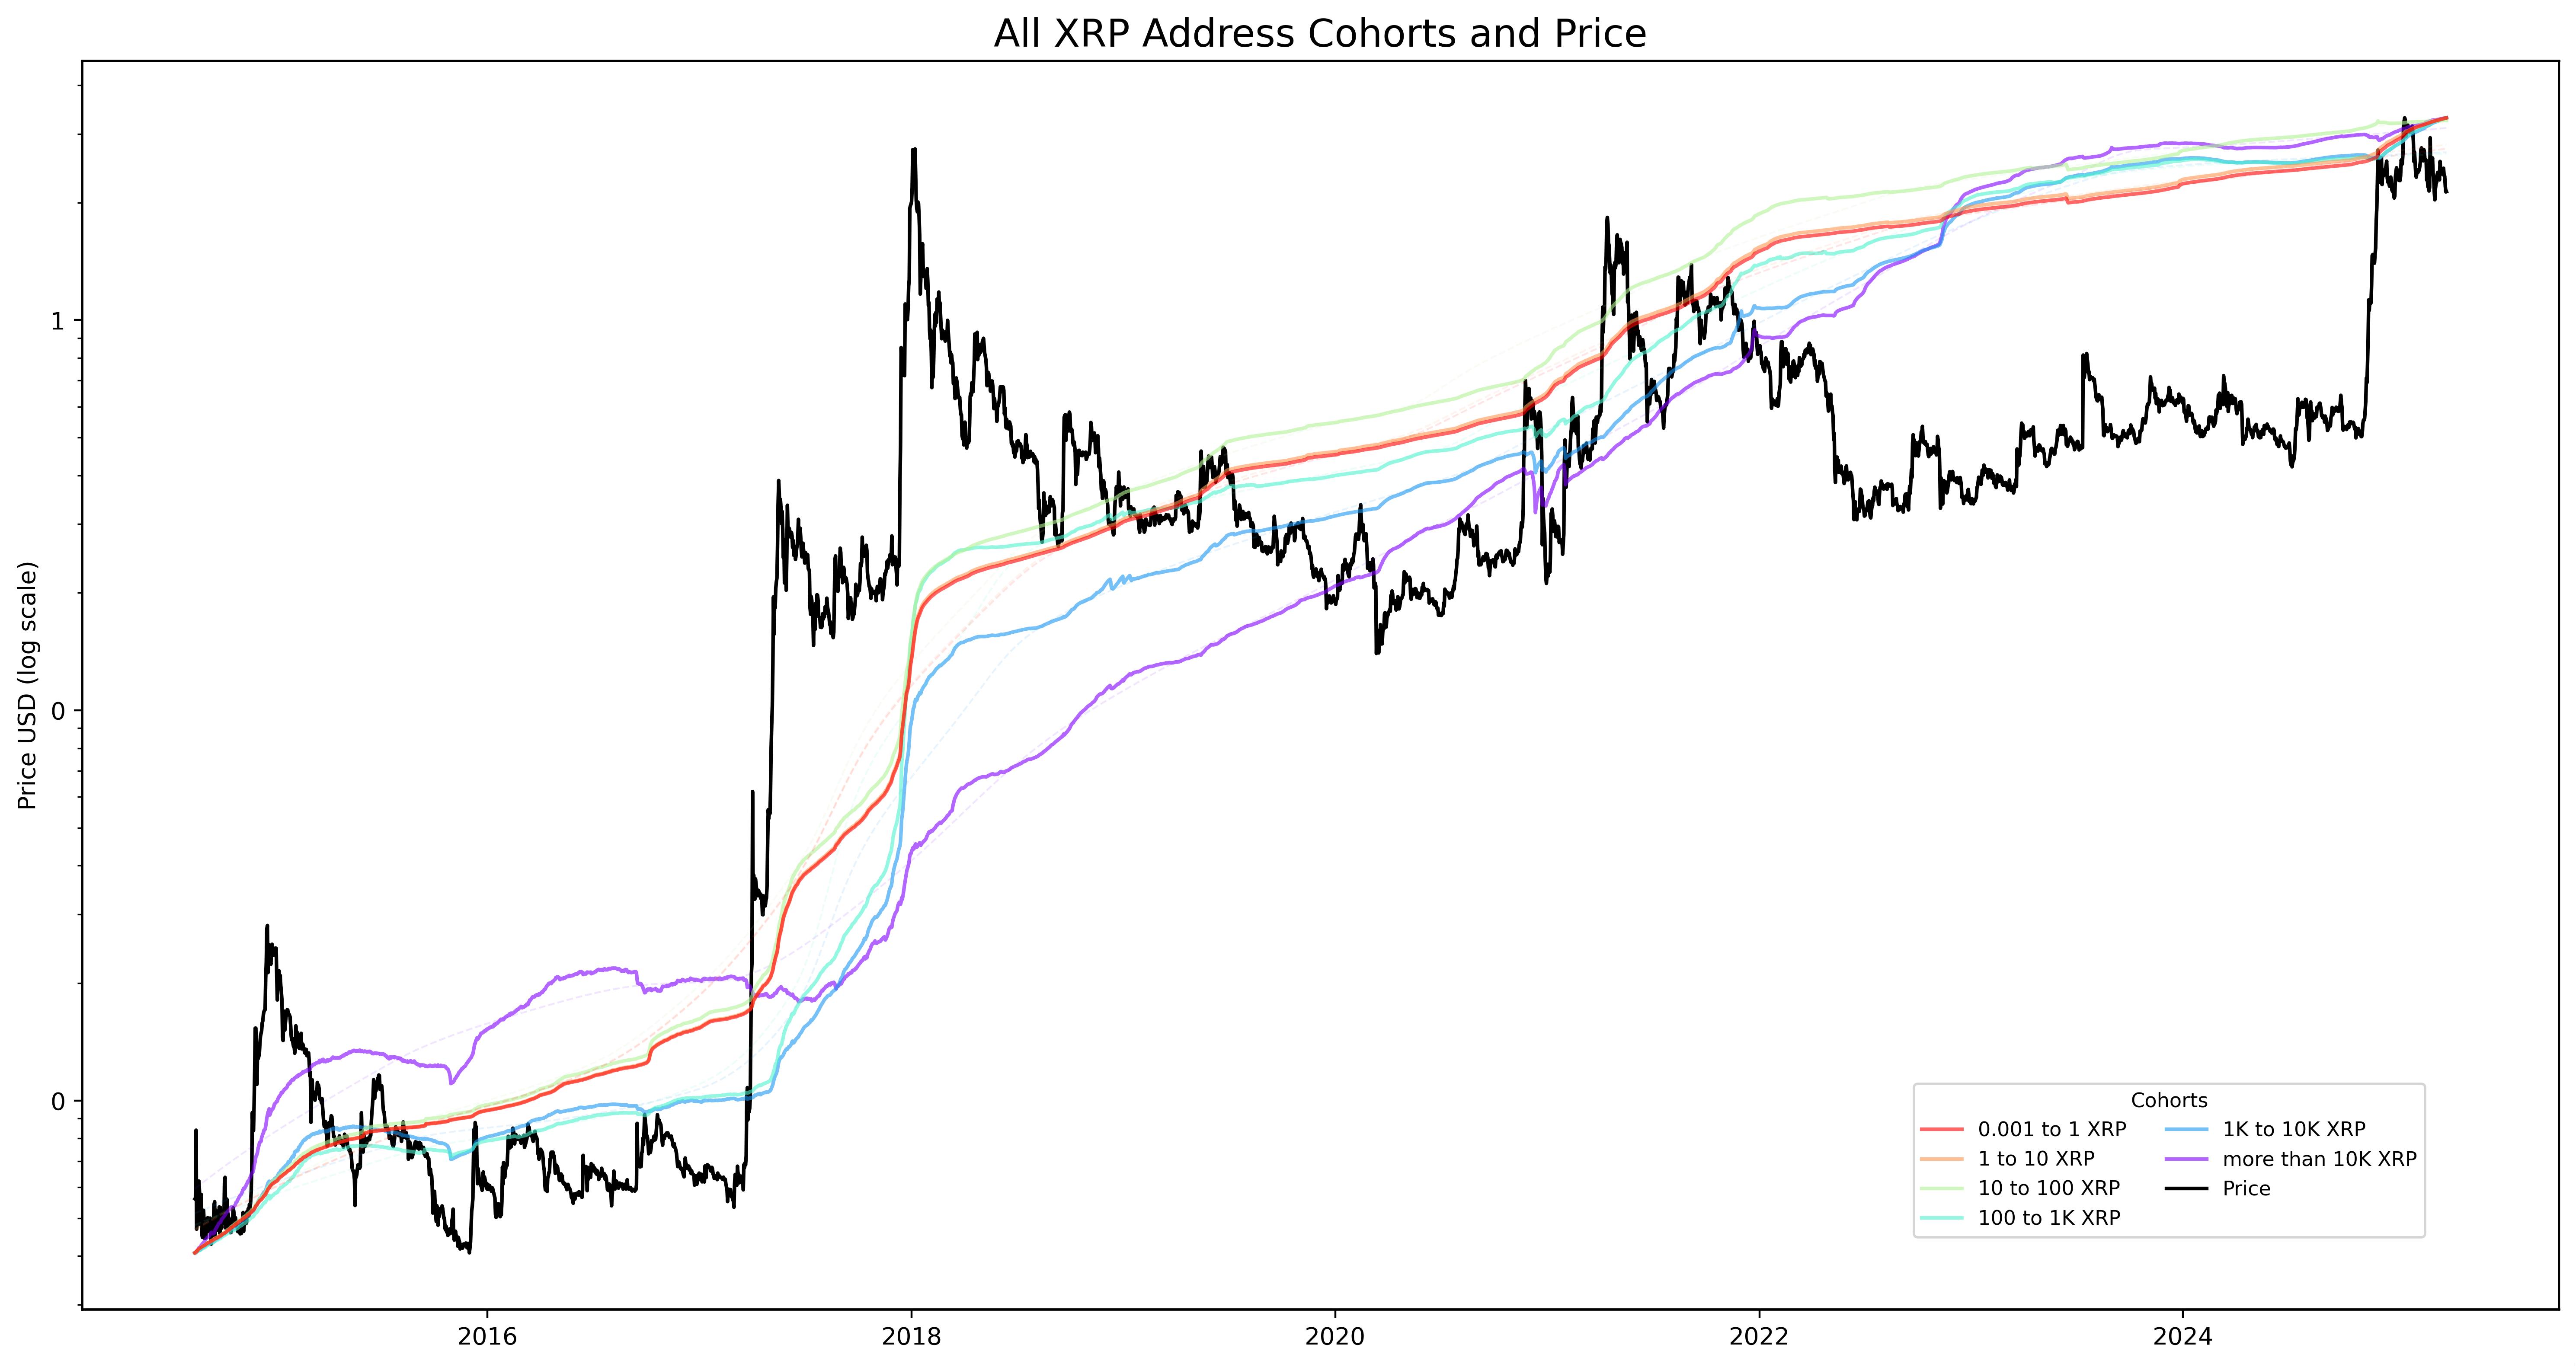 All XRP Address Cohorts and Price
Price USD (log scale)
1
0
0
2016
2018
2020
2022
2024
Cohorts
0.001 to 1 XRP
1 to 10 XRP
10 to 100 XRP
100 to 1K XRP
1K to 10K XRP
more than 10K XRP
Price